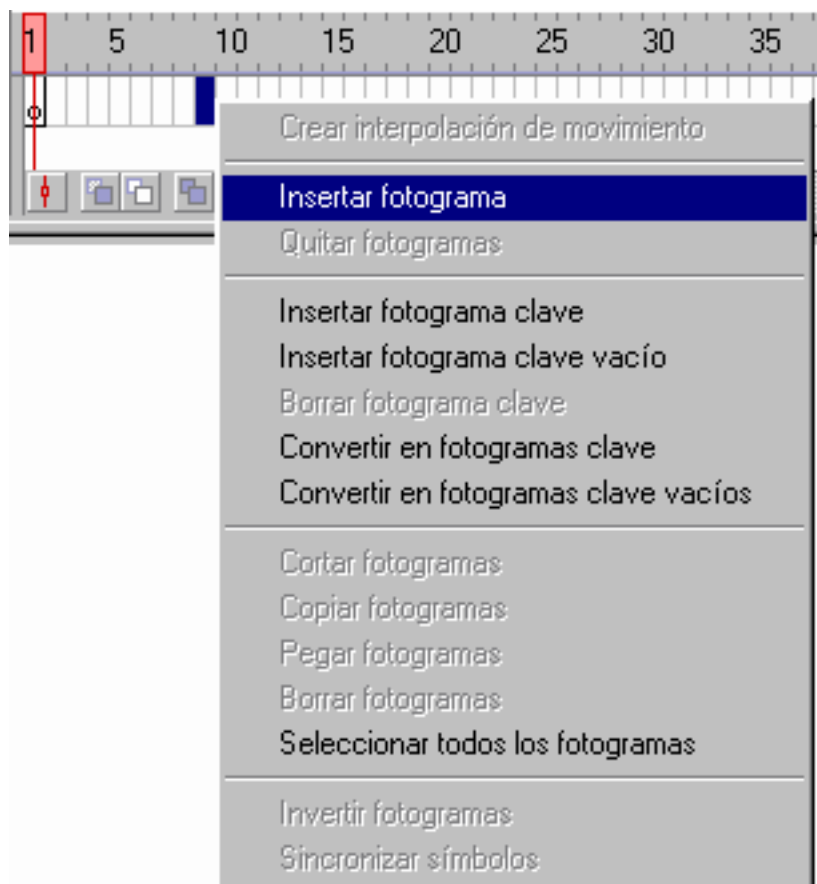 1 5 10 15 20 25 30 35
Crear interpolación de movimiento
Insertar fotograma
Quitar fotogramas
Insertar fotograma clave
Insertar fotograma clave vacío
Borrar fotograma clave
Convertir en fotogramas clave
Convertir en fotogramas clave vacíos
Cortar fotogramas
Copiar fotogramas
Pegar fotogramas
Borrar fotogramas
Seleccionar todos los fotogramas
Invertir fotogramas
Sincronizar símbolos